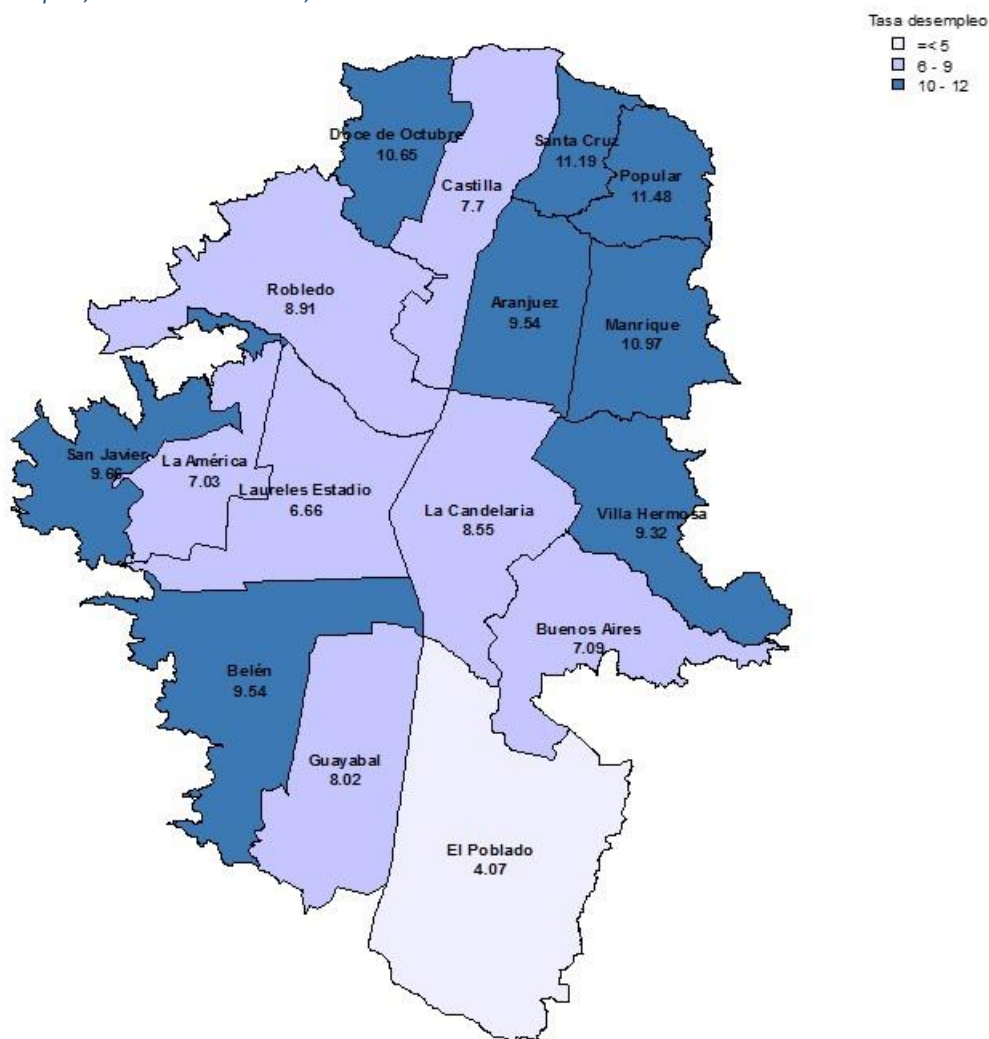 Tasa desempleo
=< 5
6 - 9
10 - 12
Doce de Octubre
10.65
Santa Cruz
11.19
Popular
11.48
Castilla
7.7
Robledo
8.91
Aranjuez
9.54
Manrique
10.97
San Javier
9.66
La América
7.03
Laureles Estadio
6.66
La Candelaria
8.55
Villa Hermosa
9.32
Buenos Aires
7.09
Belén
9.54
Guayabal
8.02
El Poblado
4.07